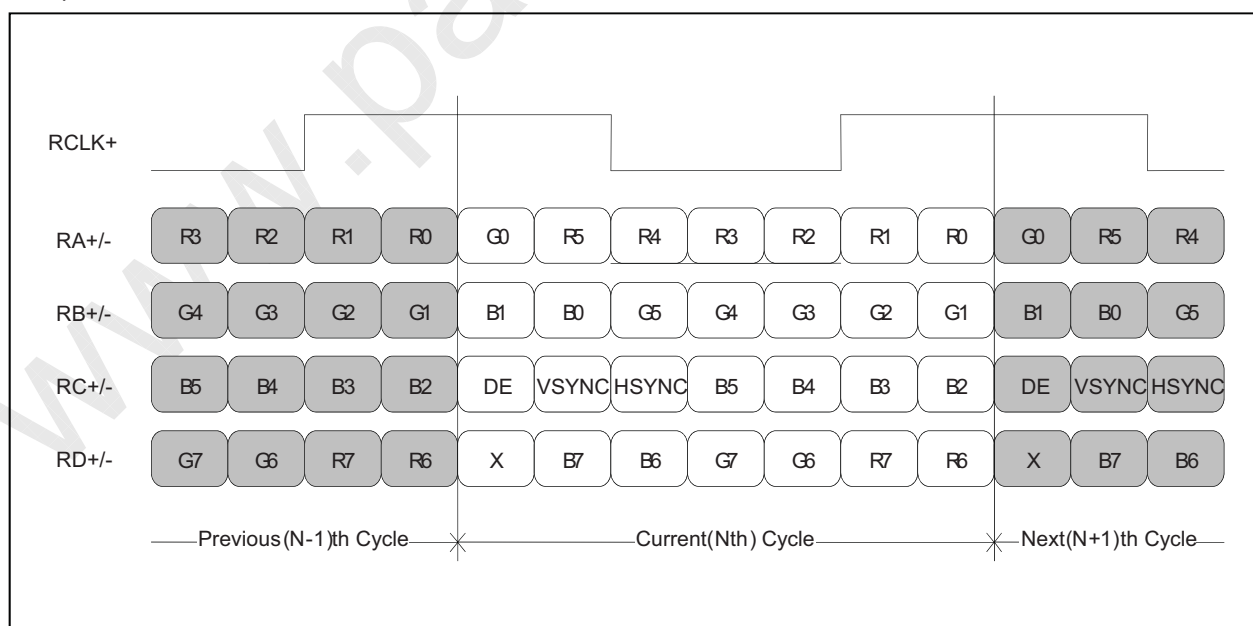 www.pa
RCLK+
RA+/- R3 R2 R1 R0 G0 R5 R4 R3 R2 R1 R0 G0 R5 R4
RB+/- G4 G3 G2 G1 B1 B0 G5 G4 G3 G2 G1 B1 B0 G5
RC+/- B5 B4 B3 B2 DE VSYNC HSYNC B5 B4 B3 B2 DE VSYNC HSYNC
RD+/- G7 G6 R7 R6 X B7 B6 G7 G6 R7 R6 X B7 B6
Previous(N-1)th Cycle Current(Nth) Cycle Next(N+1)th Cycle